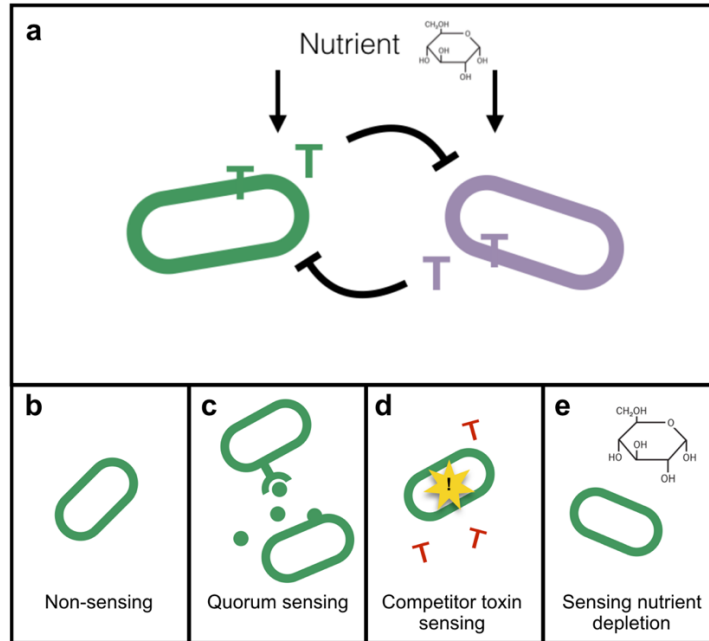 a
Nutrient
CH₂OH
O
OH
HO
OH
OH
T
T
T
T
b
Non-sensing
c
Quorum sensing
d
T
!
T
T
Competitor toxin
sensing
e
CH₂OH
O
OH
HO
OH
OH
Sensing nutrient
depletion